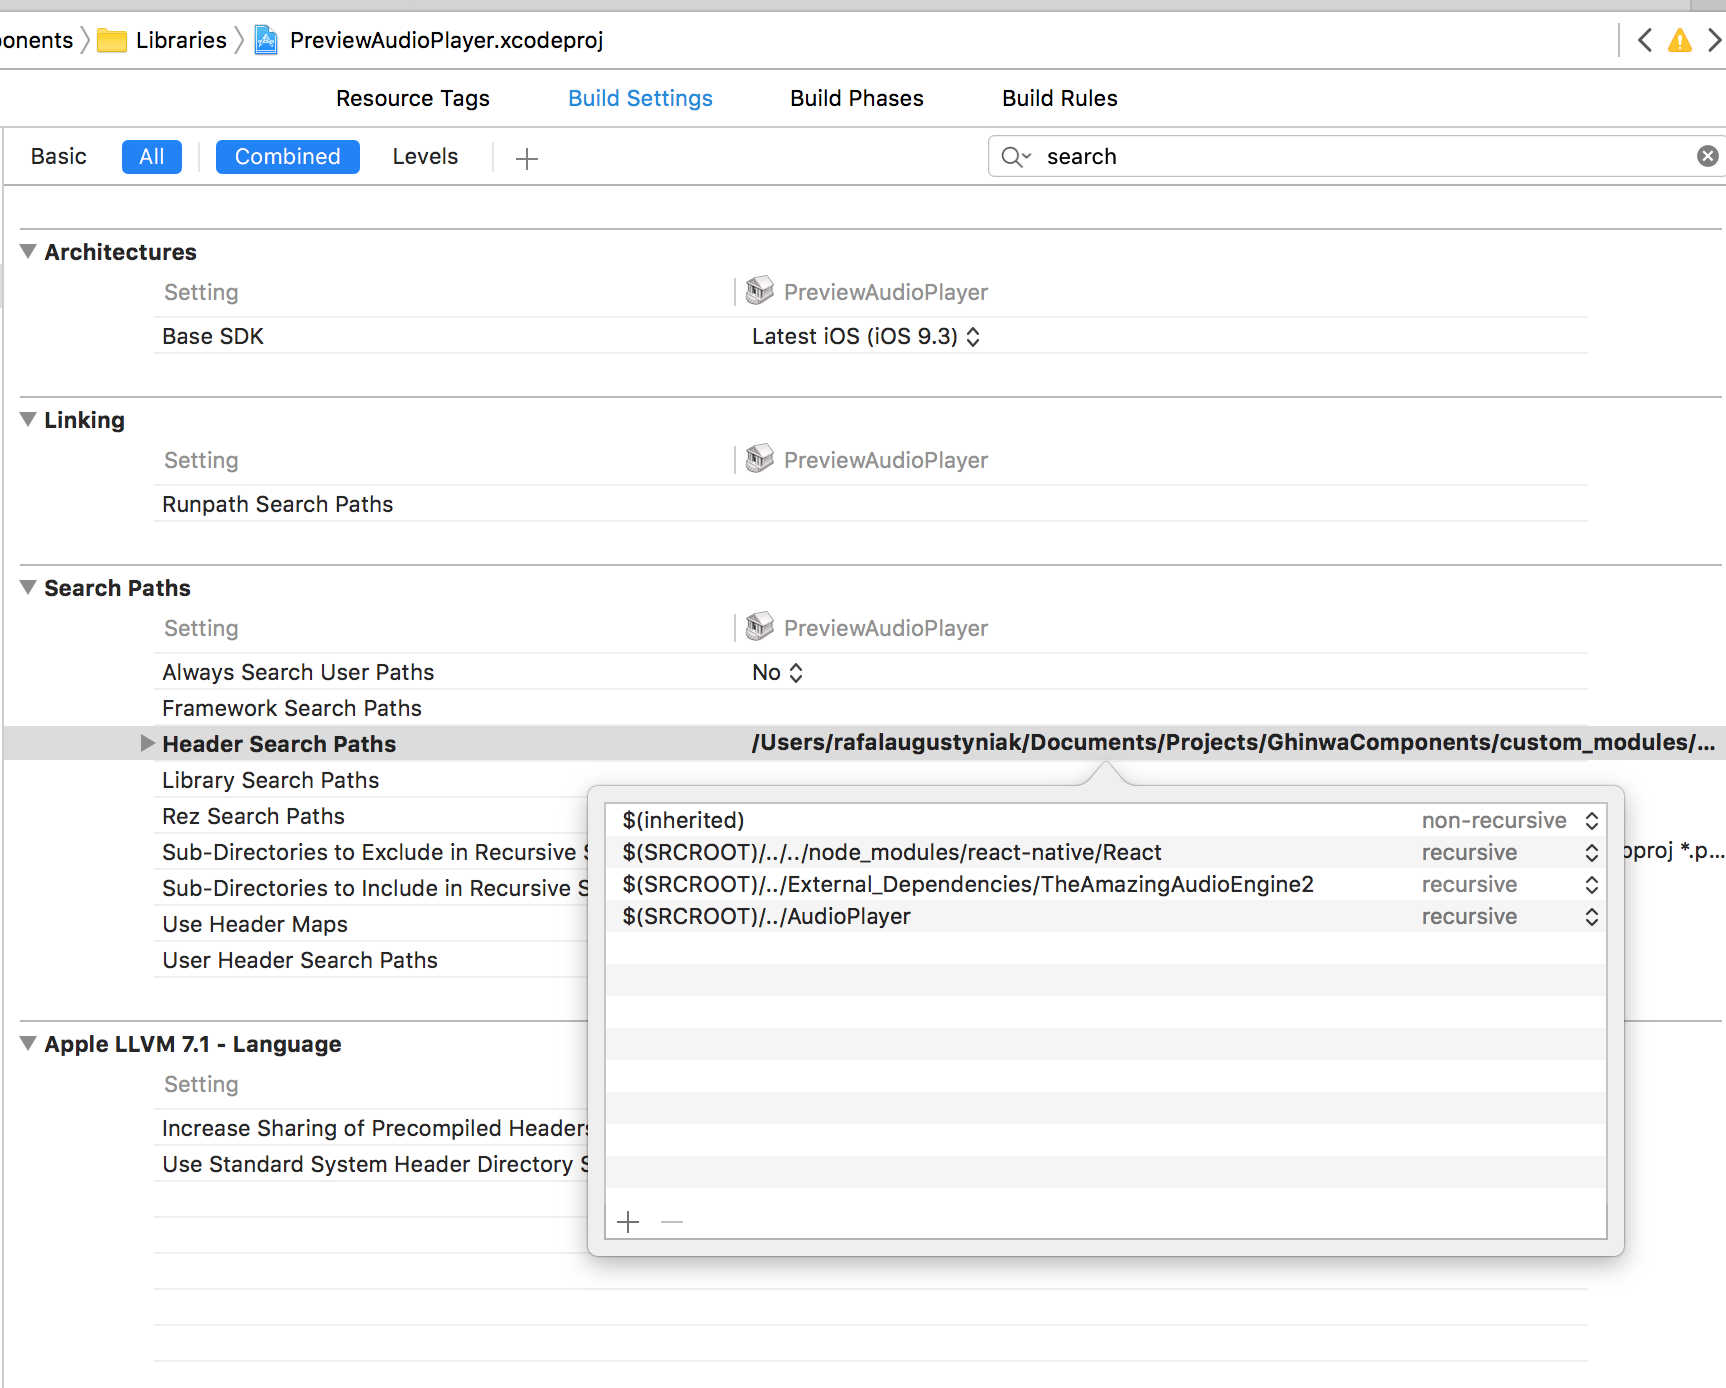 onents Libraries PreviewAudioPlayer.xcodeproj
Resource Tags Build Settings Build Phases Build Rules
Basic All Combined Levels search
Architectures
Setting PreviewAudioPlayer
Base SDK Latest iOS (iOS 9.3)
Linking
Setting PreviewAudioPlayer
Runpath Search Paths
Search Paths
Setting PreviewAudioPlayer
Always Search User Paths No
Framework Search Paths
Header Search Paths /Users/rafalaugustyniak/Documents/Projects/GhinwaComponents/custom_modules/...
Library Search Paths
Rez Search Paths
Sub-Directories to Exclude in Recursive S
Sub-Directories to Include in Recursive S
Use Header Maps
User Header Search Paths
$(inherited) non-recursive
$(SRCROOT)/../../node_modules/react-native/React recursive
$(SRCROOT)/../External_Dependencies/TheAmazingAudioEngine2 recursive
$(SRCROOT)/../AudioPlayer recursive
Apple LLVM 7.1 - Language
Setting
Increase Sharing of Precompiled Headers
Use Standard System Header Directory S